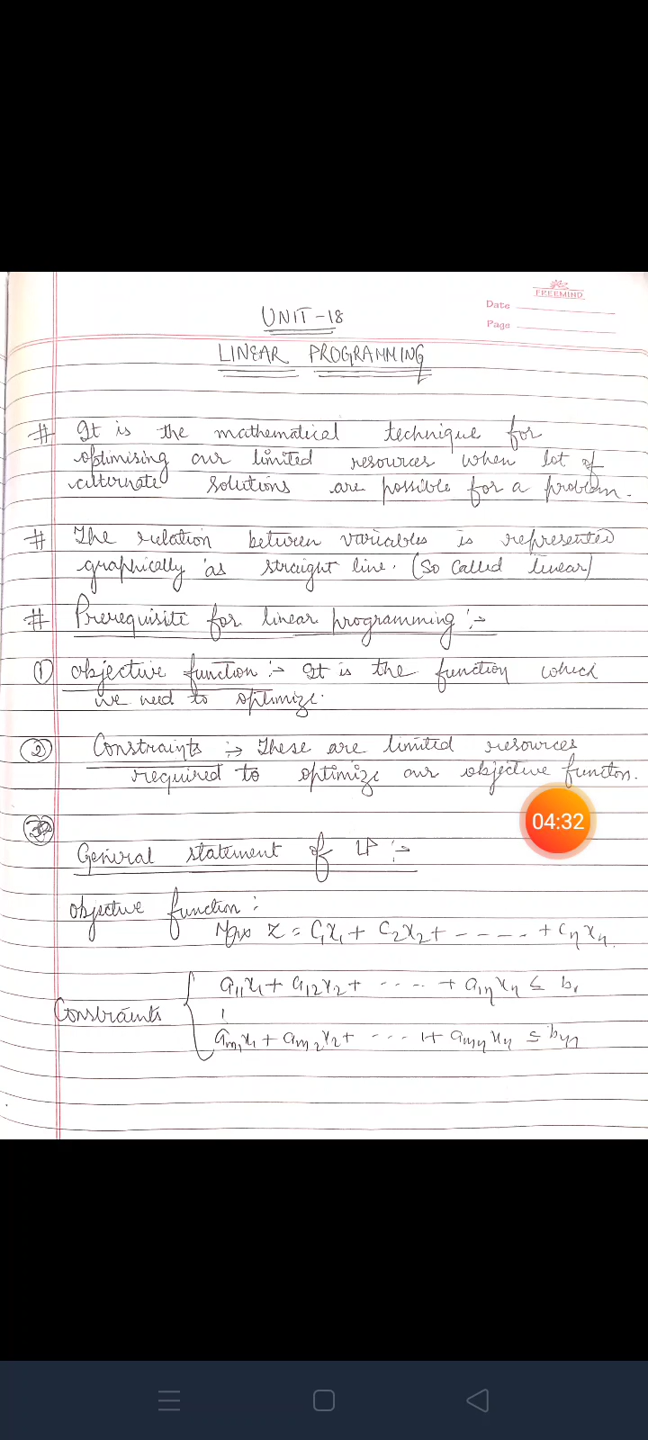 FREEMIND
Date
Page
UNIT-18
LINEAR PROGRAMMING
# It is the mathematical technique for
optimising our limited resources when lot of
alternate solutions are possible for a problem.
# The relation between variables is represented
graphically as straight line. (So called linear)
# Prerequisite for linear programming :-
① objective function :- It is the function which
we need to optimize.
② Constraints :- These are limited resources
required to optimize our objective functon.
04:32
General statement of LP :-
objective function :
Max Z = C₁x₁ + C₂x₂ + ----- + Cnxn.
a₁₁x₁ + a₁₂x₂ + ---- + a₁nxn ≤ b₁
Constraints
am₁x₁ + am₂x₂ + --- + amnxn ≤ bm